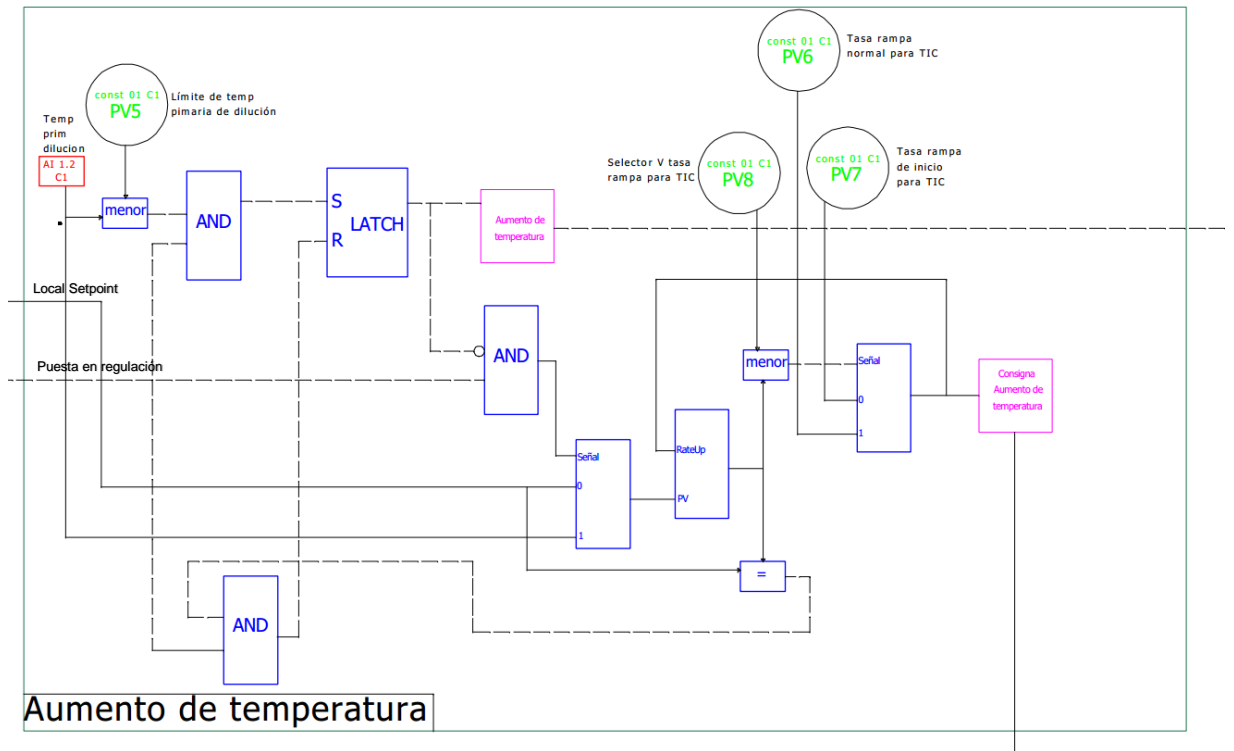 const 01 C1
PV6
Tasa rampa
normal para TIC
const 01 C1
PV5
Límite de temp
pimaria de dilución
Temp
prim
dilucion
AI 1.2
C1
Selector V tasa
rampa para TIC
const 01 C1
PV8
const 01 C1
PV7
Tasa rampa
de inicio
para TIC
menor
AND
S
R
LATCH
Aumento de
temperatura
Local Setpoint
Puesta en regulación
AND
menor
Señal
0
1
Consigna
Aumento de
temperatura
Señal
0
1
RateUp
PV
=
AND
Aumento de temperatura